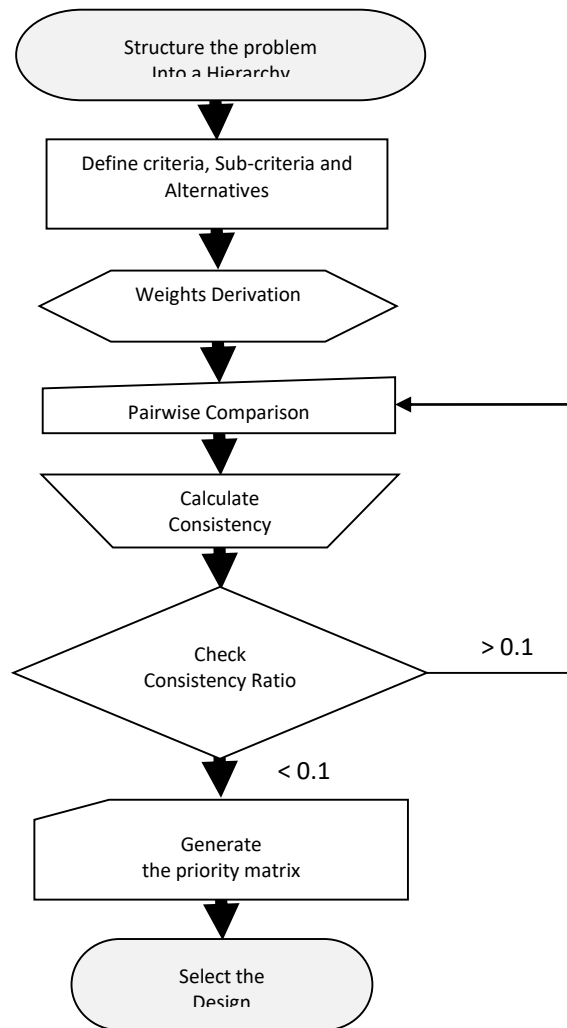 Structure the problem
Into a Hierarchy
Define criteria, Sub-criteria and
Alternatives
Weights Derivation
Pairwise Comparison
Calculate
Consistency
Check
Consistency Ratio
> 0.1
< 0.1
Generate
the priority matrix
Select the
Design